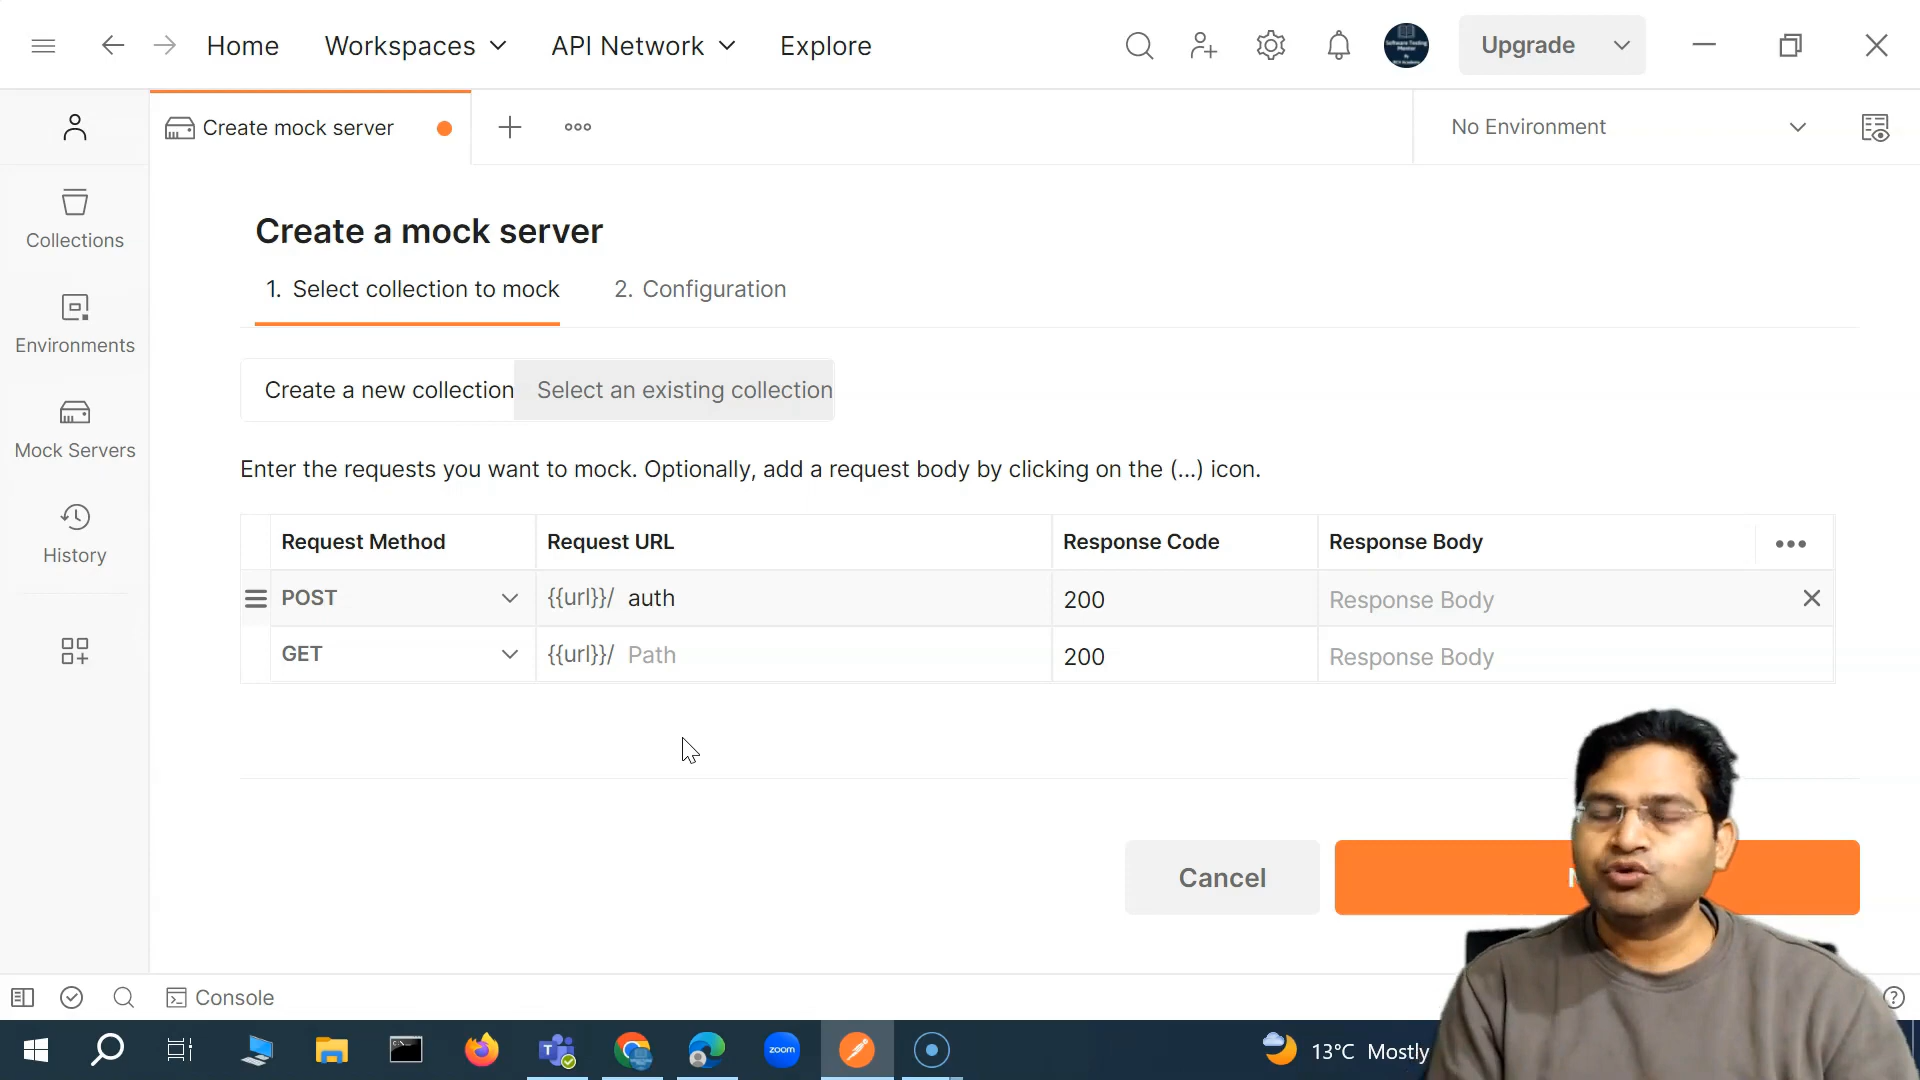 Home Workspaces API Network Explore Upgrade
Create mock server No Environment
Collections
Environments
Mock Servers
History
Create a mock server
1. Select collection to mock 2. Configuration
Create a new collection Select an existing collection
Enter the requests you want to mock. Optionally, add a request body by clicking on the (...) icon.
Request Method Request URL Response Code Response Body
POST {{url}}/ auth 200 Response Body
GET {{url}}/ Path 200 Response Body
Cancel
Console
zoom
13°C Mostly